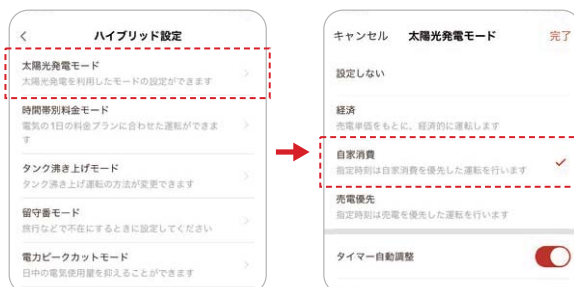 ハイブリッド設定
太陽光発電モード
太陽光発電を利用したモードの設定ができます
時間帯別料金モード
電気の1日の料金プランに合わせた運転ができま
す
タンク沸き上げモード
タンク沸き上げ運転の方法が変更できます
留守番モード
旅行などで不在にするときに設定してください
電力ピークカットモード
日中の電気使用量を抑えることができます
キャンセル 太陽光発電モード 完了
設定しない
経済
売電単価をもとに、経済的に運転します
自家消費
指定時刻は自家消費を優先した運転を行います
売電優先
指定時刻は売電を優先した運転を行います
タイマー自動調整